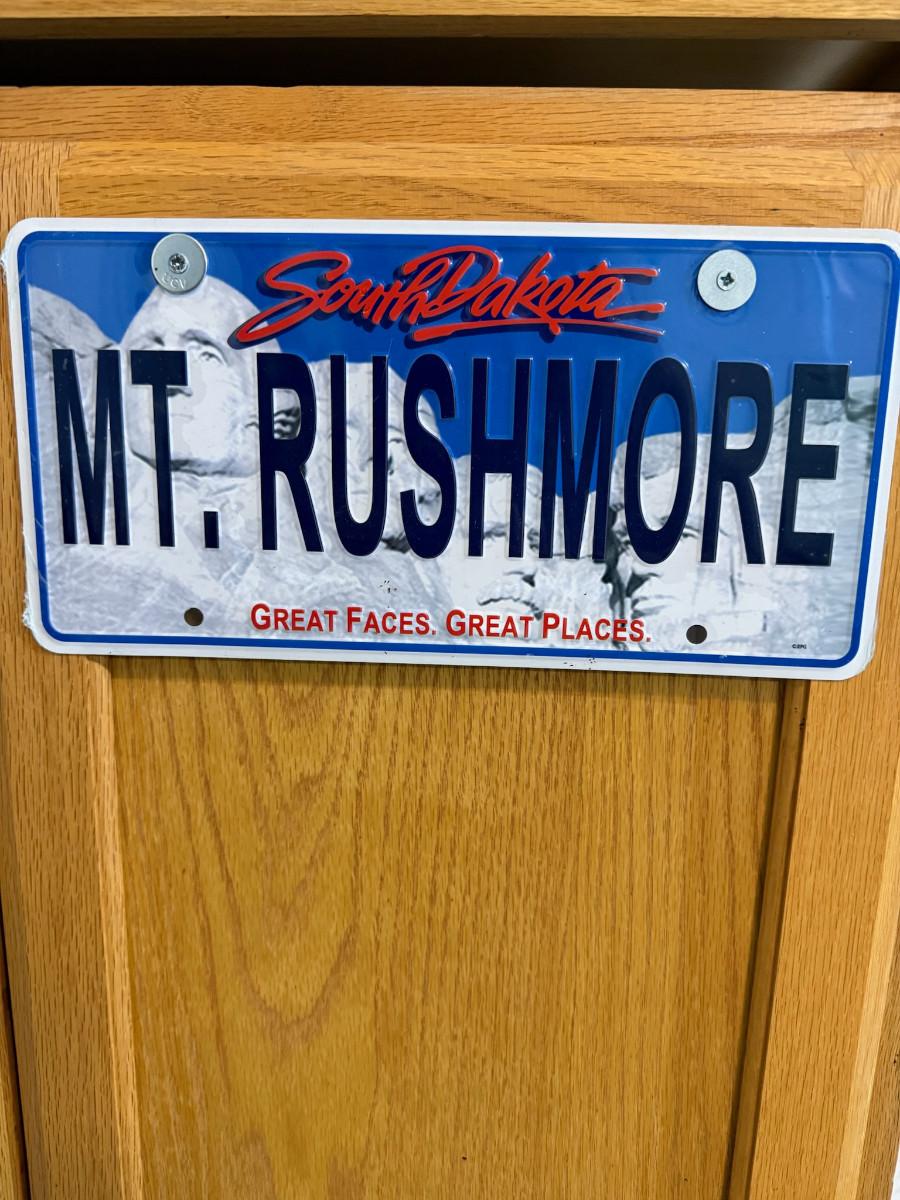 South Dakota
MT. RUSHMORE
GREAT FACES. GREAT PLACES.